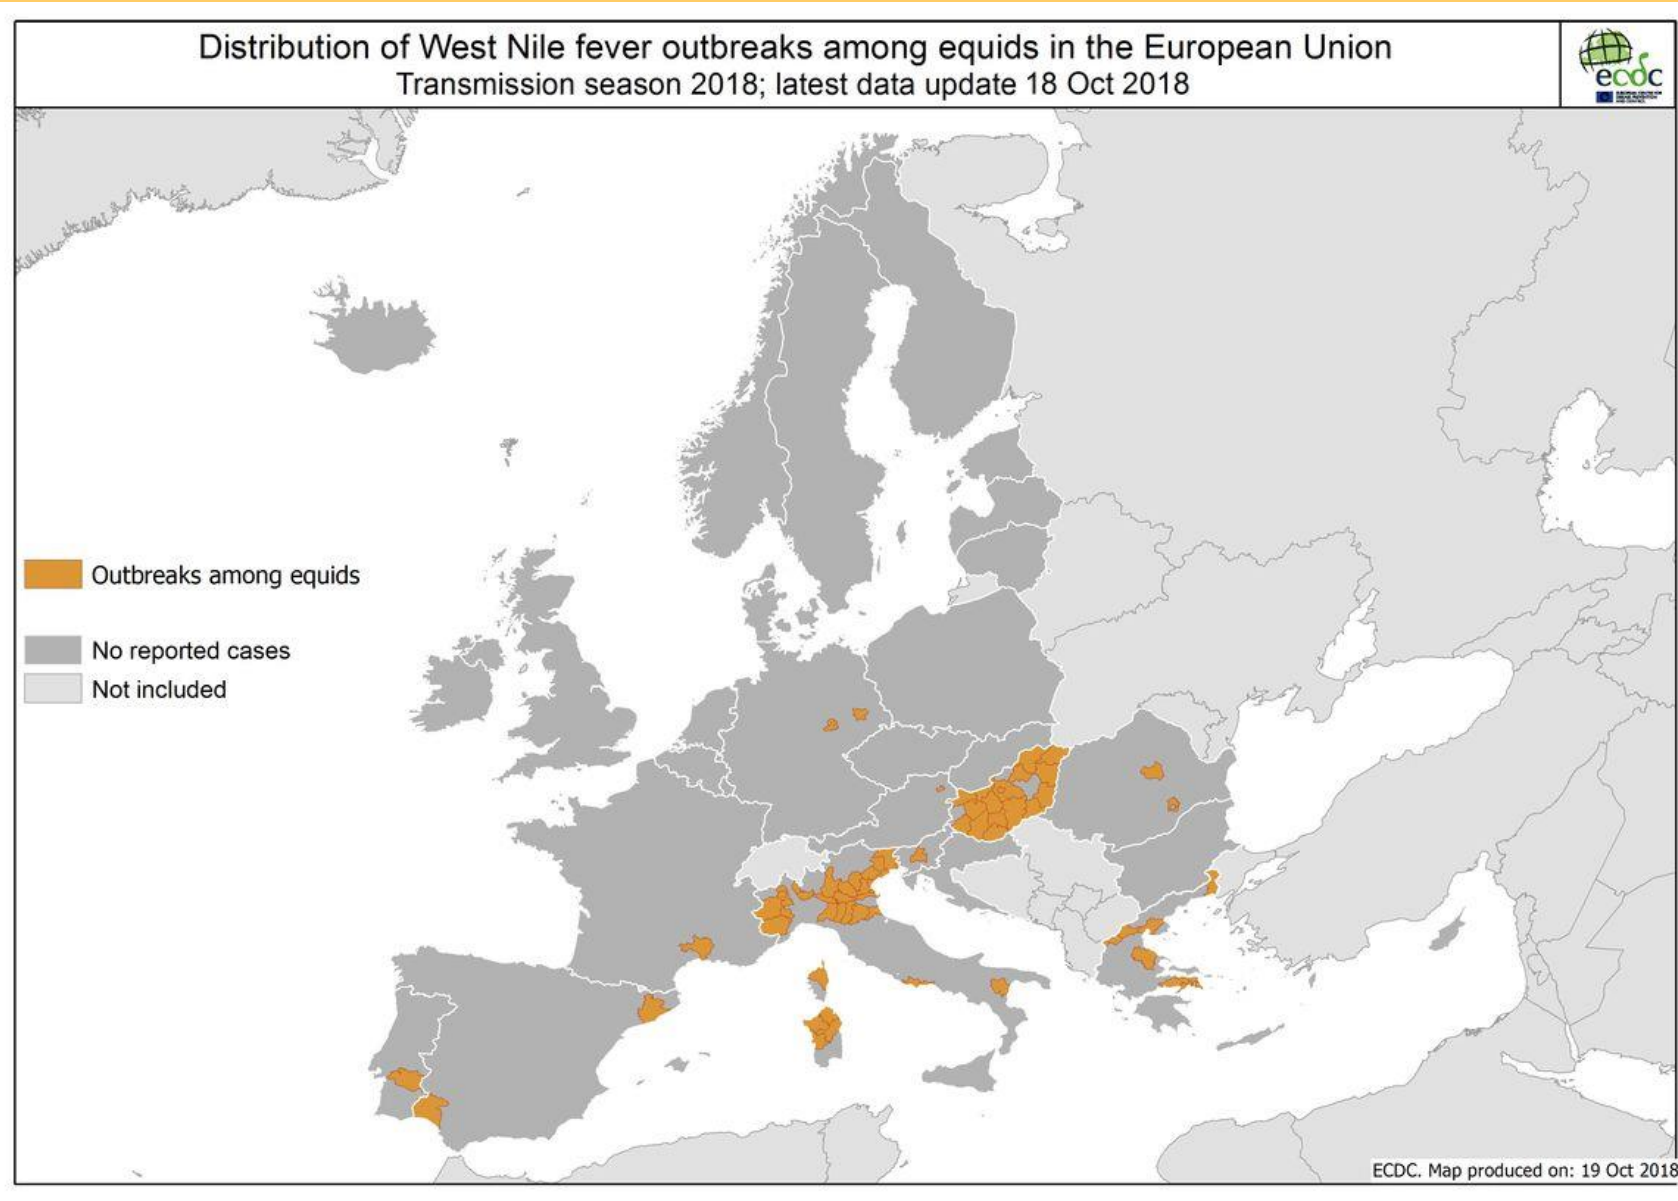 Distribution of West Nile fever outbreaks among equids in the European Union
Transmission season 2018; latest data update 18 Oct 2018
ecdc
Outbreaks among equids
No reported cases
Not included
ECDC. Map produced on: 19 Oct 2018